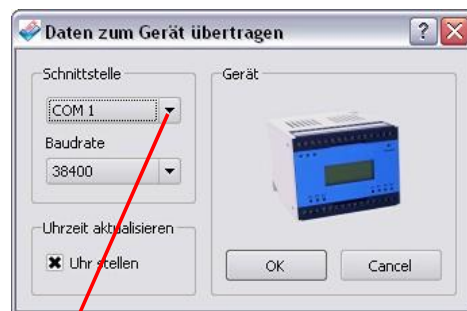 Daten zum Gerät übertragen
Schnittstelle
COM 1
Baudrate
38400
Uhrzeit aktualisieren
Uhr stellen
Gerät
OK
Cancel